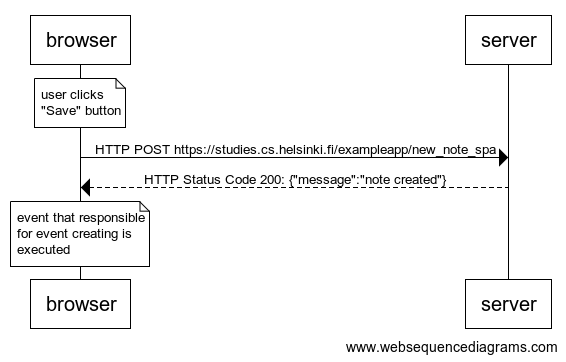 browser
server
user clicks
"Save" button
HTTP POST https://studies.cs.helsinki.fi/exampleapp/new_note_spa
HTTP Status Code 200: {"message":"note created"}
event that responsible
for event creating is
executed
browser
server
www.websequencediagrams.com